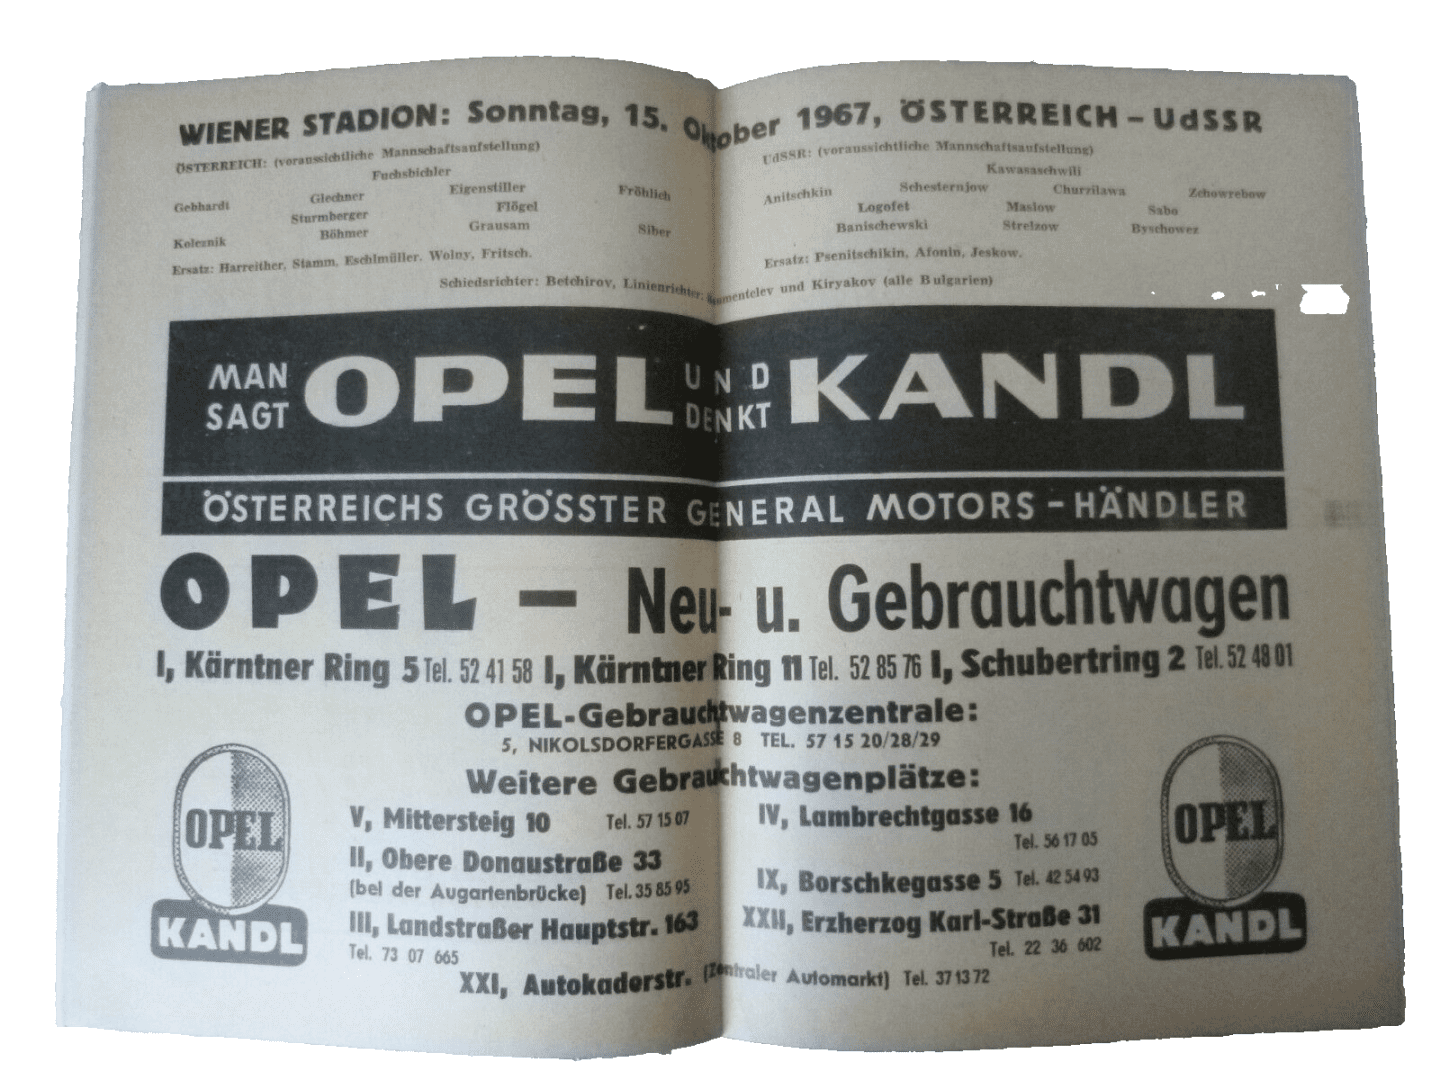 WIENER STADION: Sonntag, 15. Oktober 1967, ÖSTERREICH – UdSSR
ÖSTERREICH: (voraussichtliche Mannschaftsaufstellung)
Fuchsbichler
Gebhardt Glechner Eigenstiller Fröhlich
Sturmberger Flögel
Koleznik Böhmer Grausam Siber
Ersatz: Harreither, Stamm, Eschlmüller, Wolny, Fritsch.
UdSSR: (voraussichtliche Mannschaftsaufstellung)
Kawasaschwili
Anitschkin Schesternjow Churzilawa Zchowrebow
Logofet Maslow Sabo
Banischewski Strelzow Byschowez
Ersatz: Psenitschikin, Afonin, Jeskow.
Schiedsrichter: Betchirov, Linienrichter: und Kiryakov (alle Bulgarien)
MAN SAGT OPEL UND DENKT KANDL
ÖSTERREICHS GRÖSSTER GENERAL MOTORS – HÄNDLER
OPEL – Neu- u. Gebrauchtwagen
I, Kärntner Ring 5 Tel. 52 41 58 I, Kärntner Ring 11 Tel. 52 85 76 I, Schubertring 2 Tel. 52 48 01
OPEL-Gebrauchtwagenzentrale:
5, NIKOLSDORFERGASSE 8 TEL. 57 15 20/28/29
Weitere Gebrauchtwagenplätze:
V, Mittersteig 10 Tel. 57 15 07
II, Obere Donaustraße 33
(bei der Augartenbrücke) Tel. 35 85 95
III, Landstraßer Hauptstr. 163
Tel. 73 07 665
IV, Lambrechtgasse 16
Tel. 56 17 05
IX, Borschkegasse 5 Tel. 42 54 93
XXII, Erzherzog Karl-Straße 31
Tel. 22 36 602
XXI, Autokaderstr. (Zentraler Automarkt) Tel. 37 13 72
OPEL
KANDL
OPEL
KANDL